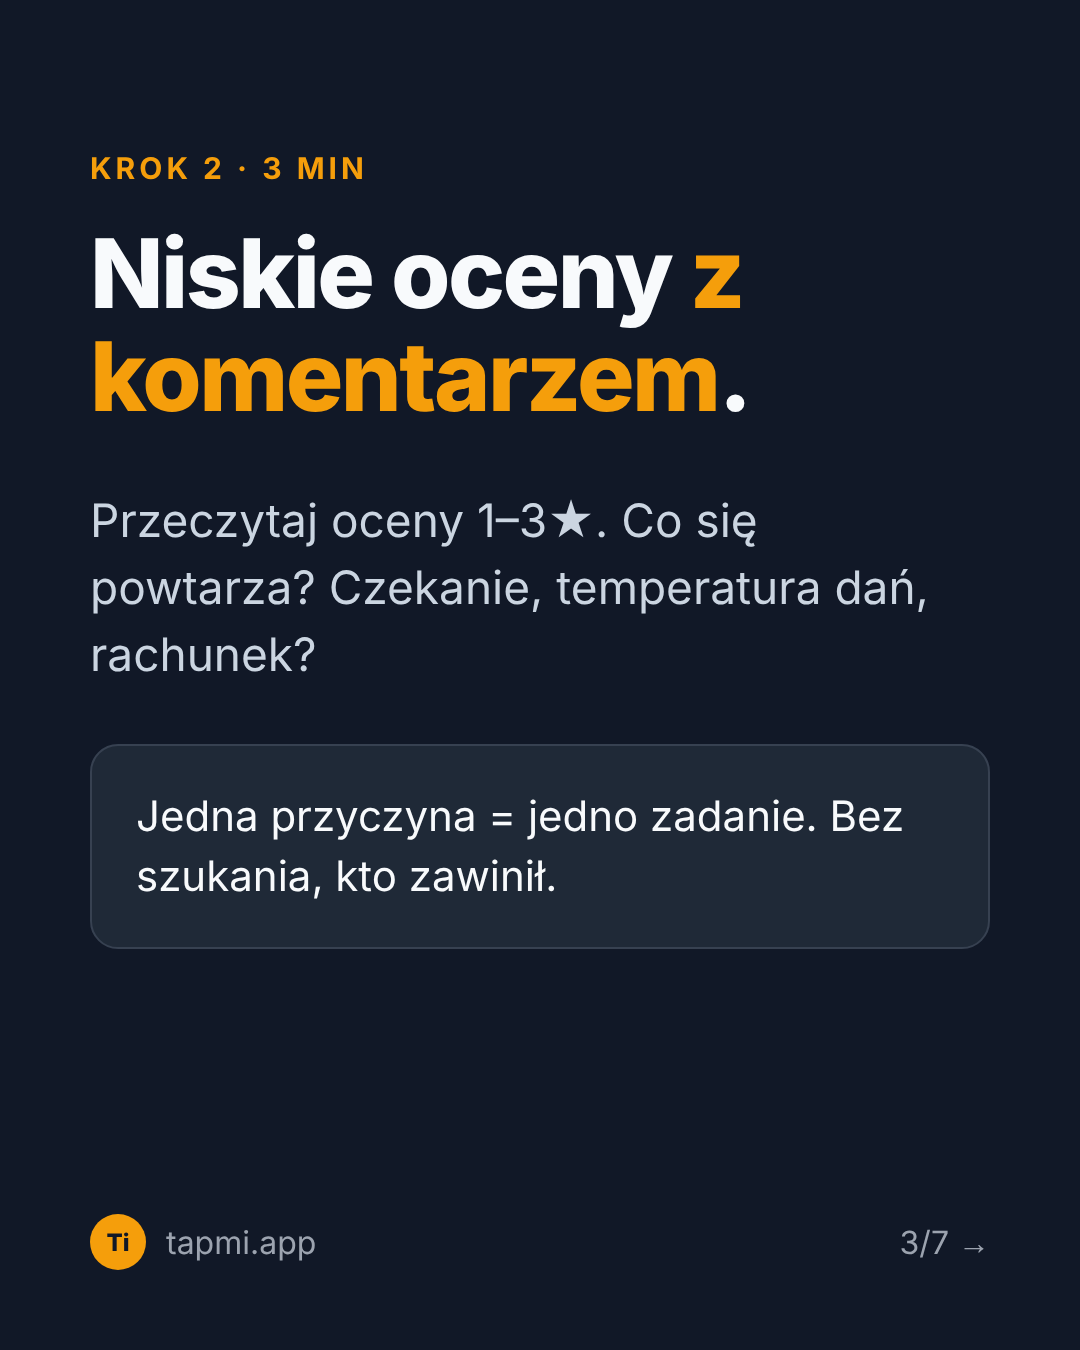 KROK 2 · 3 MIN
Niskie oceny z
komentarzem.
Przeczytaj oceny 1–3★. Co się
powtarza? Czekanie, temperatura dań,
rachunek?
Jedna przyczyna = jedno zadanie. Bez
szukania, kto zawinił.
Ti tapmi.app
3/7 →